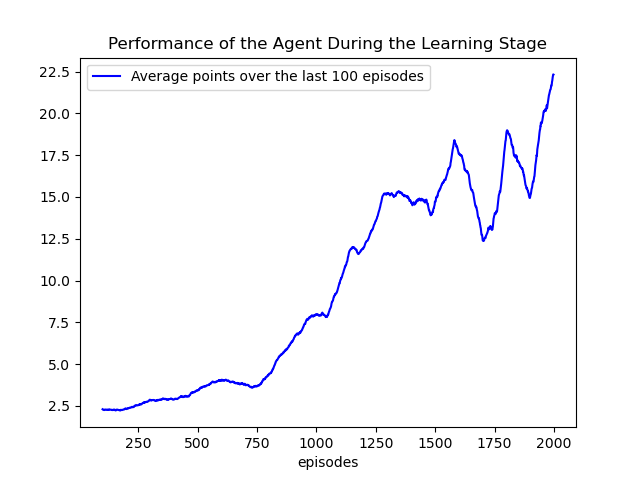 Performance of the Agent During the Learning Stage
Average points over the last 100 episodes
22.5
20.0
17.5
15.0
12.5
10.0
7.5
5.0
2.5
250 500 750 1000 1250 1500 1750 2000
episodes